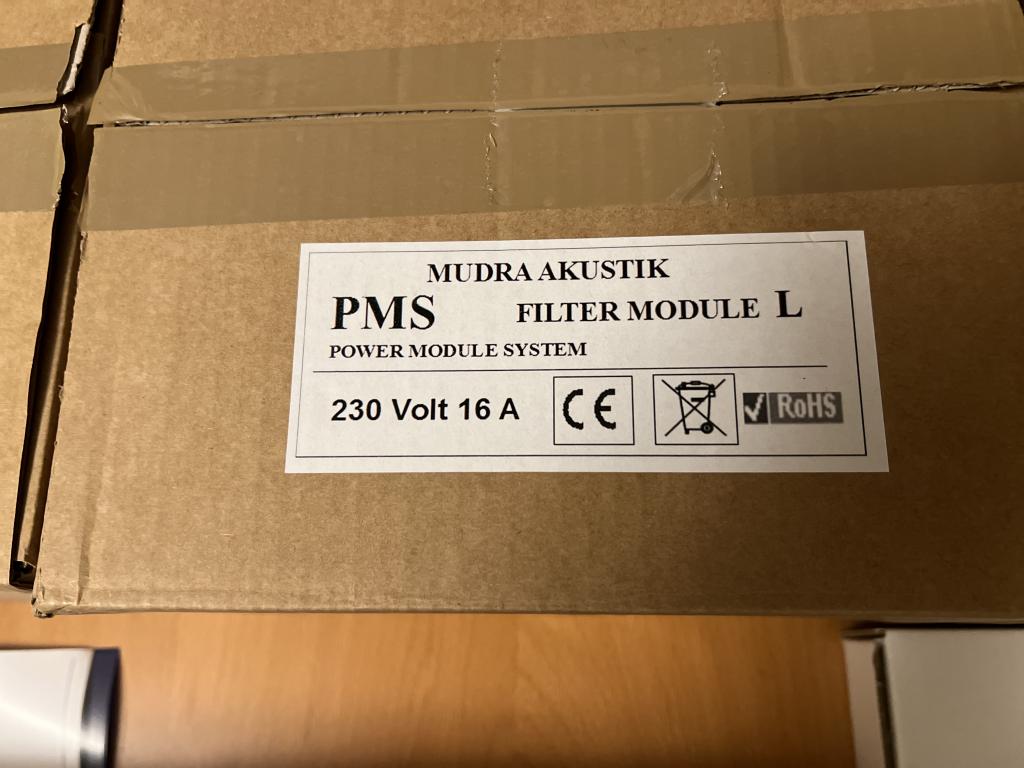 MUDRA AKUSTIK
PMS FILTER MODULE L
POWER MODULE SYSTEM
230 Volt 16 A CE RoHS